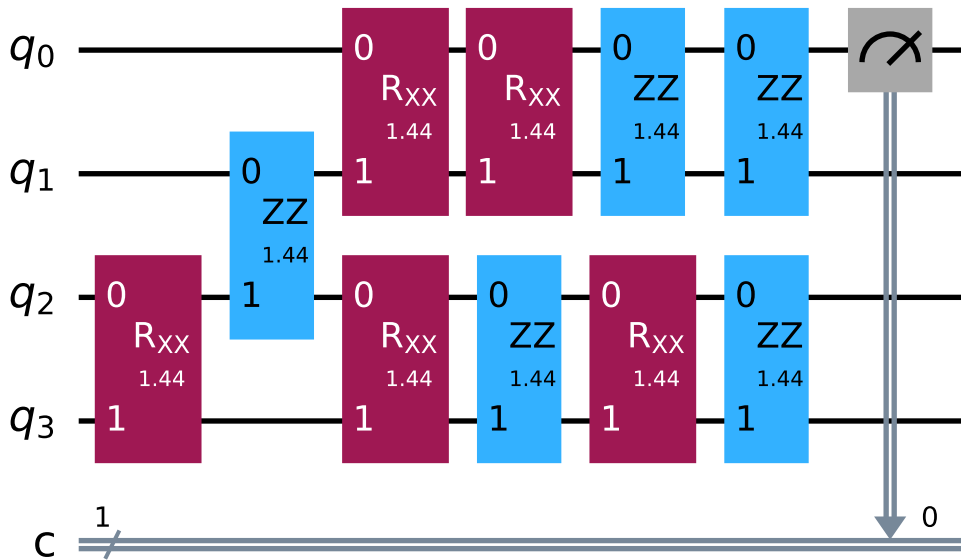 q0 0 0 0 0
RXX RXX ZZ ZZ
1.44 1.44 1.44 1.44
q1 0 1 1 1 1
ZZ
1.44
q2 0 1 0 0 0 0
RXX RXX ZZ RXX ZZ
1.44 1.44 1.44 1.44 1.44
q3 1 1 1 1 1
1 0
c